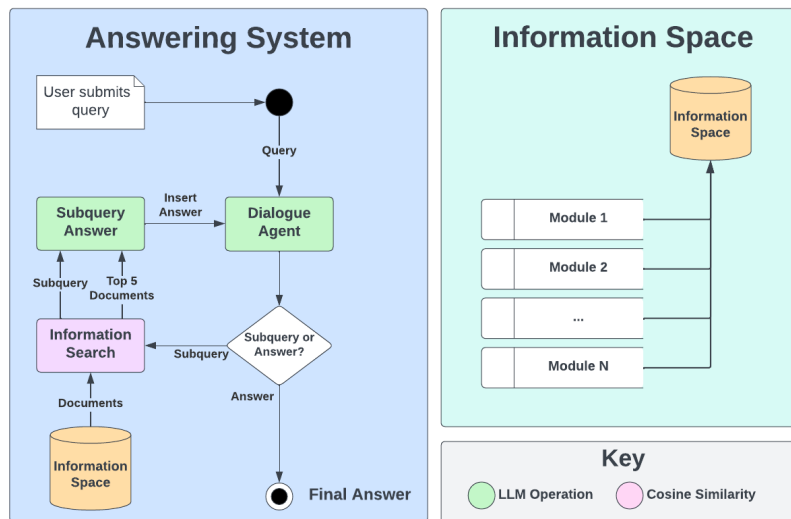 Answering System
User submits
query
Query
Insert
Answer
Subquery
Answer
Dialogue
Agent
Subquery
Top 5
Documents
Information
Search
Subquery
Subquery or
Answer?
Documents
Answer
Information
Space
Final Answer
Information Space
Information
Space
Module 1
Module 2
...
Module N
Key
LLM Operation
Cosine Similarity